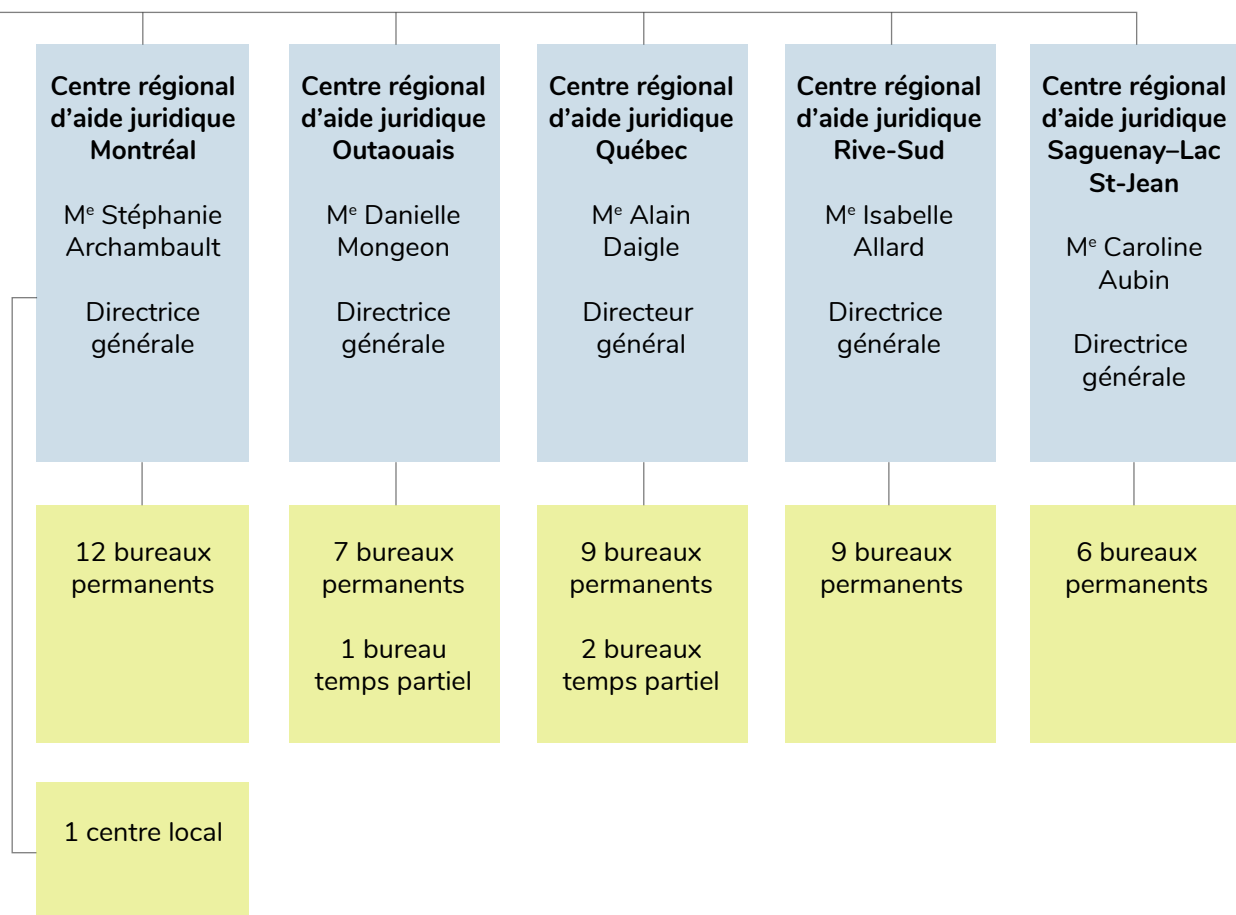 Centre régional
d’aide juridique
Montréal
Mᵉ Stéphanie
Archambault
Directrice
générale
12 bureaux
permanents
1 centre local
Centre régional
d’aide juridique
Outaouais
Mᵉ Danielle
Mongeon
Directrice
générale
7 bureaux
permanents
1 bureau
temps partiel
Centre régional
d’aide juridique
Québec
Mᵉ Alain
Daigle
Directeur
général
9 bureaux
permanents
2 bureaux
temps partiel
Centre régional
d’aide juridique
Rive-Sud
Mᵉ Isabelle
Allard
Directrice
générale
9 bureaux
permanents
Centre régional
d’aide juridique
Saguenay–Lac
St-Jean
Mᵉ Caroline
Aubin
Directrice
générale
6 bureaux
permanents